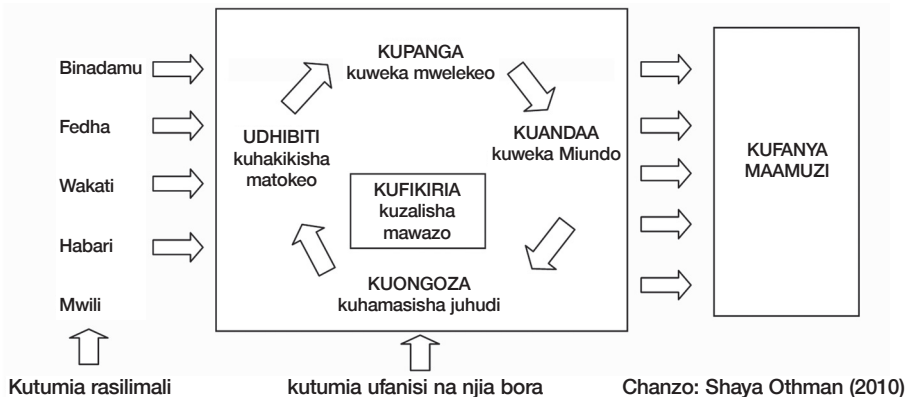 Binadamu
Fedha
Wakati
Habari
Mwili
KUPANGA
kuweka mwelekeo
UDHIBITI
kuhakikisha
matokeo
KUANDAA
kuweka Miundo
KUFIKIRIA
kuzalisha
mawazo
KUONGOZA
kuhamasisha juhudi
KUFANYA
MAAMUZI
Kutumia rasilimali
kutumia ufanisi na njia bora
Chanzo: Shaya Othman (2010)